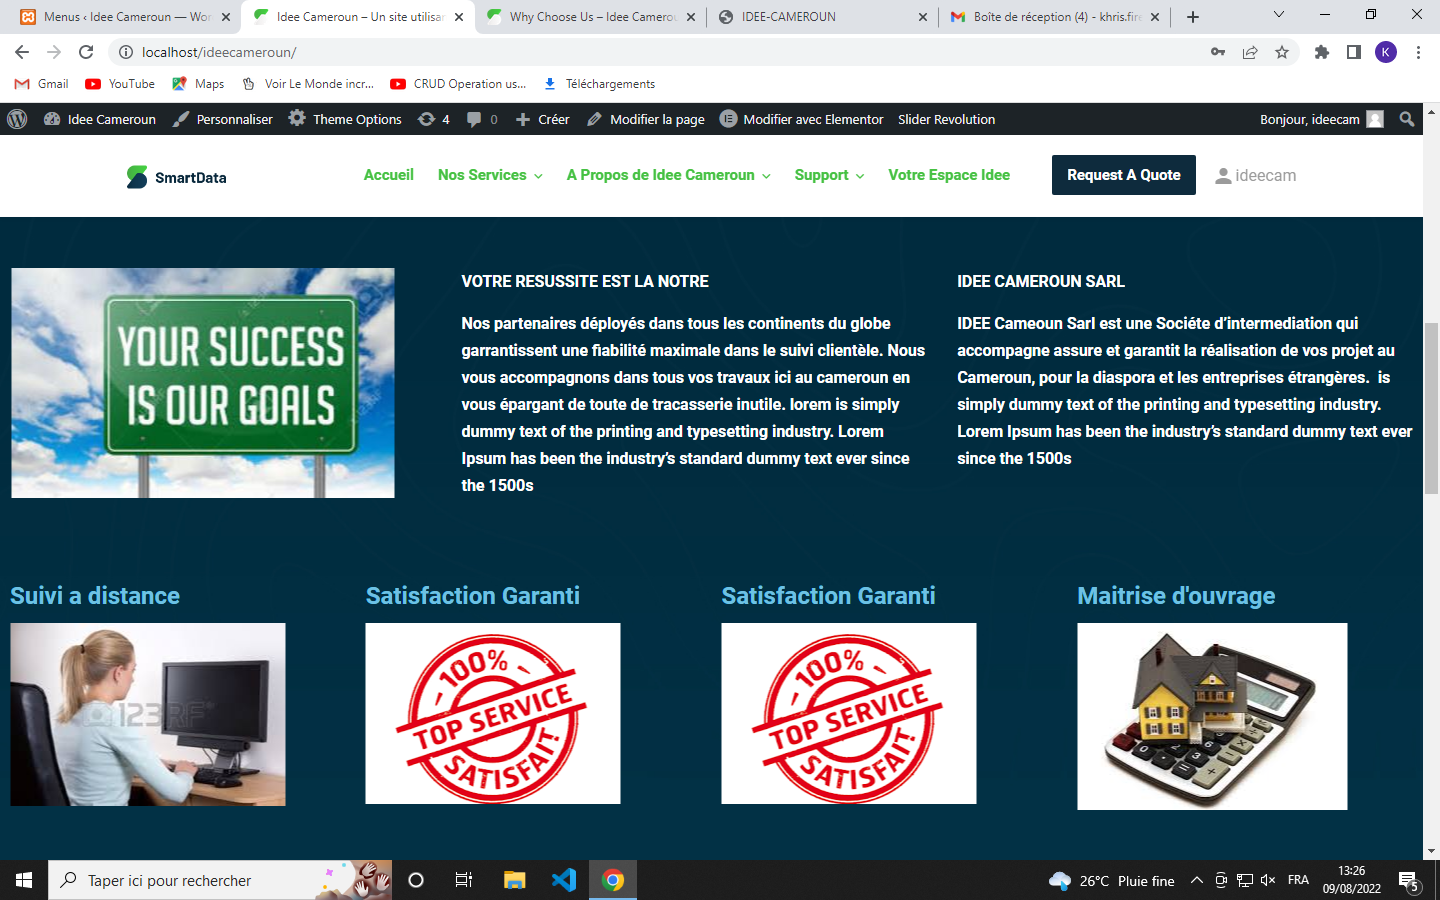 Menus ‹ Idee Cameroun — Wor
Idee Cameroun – Un site utilisar
Why Choose Us – Idee Camerou
IDEE-CAMEROUN
Boîte de réception (4) - khris.fire
localhost/ideecameroun/
K
Gmail
YouTube
Maps
Voir Le Monde incr...
CRUD Operation us...
Téléchargements
Idee Cameroun
Personnaliser
Theme Options
4
0
Créer
Modifier la page
Modifier avec Elementor
Slider Revolution
Bonjour, ideecam
SmartData
Accueil
Nos Services
A Propos de Idee Cameroun
Support
Votre Espace Idee
Request A Quote
ideecam
YOUR SUCCESS
IS OUR GOALS
VOTRE RESUSSITE EST LA NOTRE
Nos partenaires déployés dans tous les continents du globe
garrantissent une fiabilité maximale dans le suivi clientèle. Nous
vous accompagnons dans tous vos travaux ici au cameroun en
vous épargant de toute de tracasserie inutile. lorem is simply
dummy text of the printing and typesetting industry. Lorem
Ipsum has been the industry’s standard dummy text ever since
the 1500s
IDEE CAMEROUN SARL
IDEE Cameoun Sarl est une Sociéte d’intermediation qui
accompagne assure et garantit la réalisation de vos projet au
Cameroun, pour la diaspora et les entreprises étrangères.  is
simply dummy text of the printing and typesetting industry.
Lorem Ipsum has been the industry’s standard dummy text ever
since the 1500s
Suivi a distance
Satisfaction Garanti
Satisfaction Garanti
Maitrise d'ouvrage
123RF
100%
TOP SERVICE
SATISFAIT!
100%
TOP SERVICE
SATISFAIT!
Taper ici pour rechercher
26°C Pluie fine
FRA
13:26
09/08/2022
5